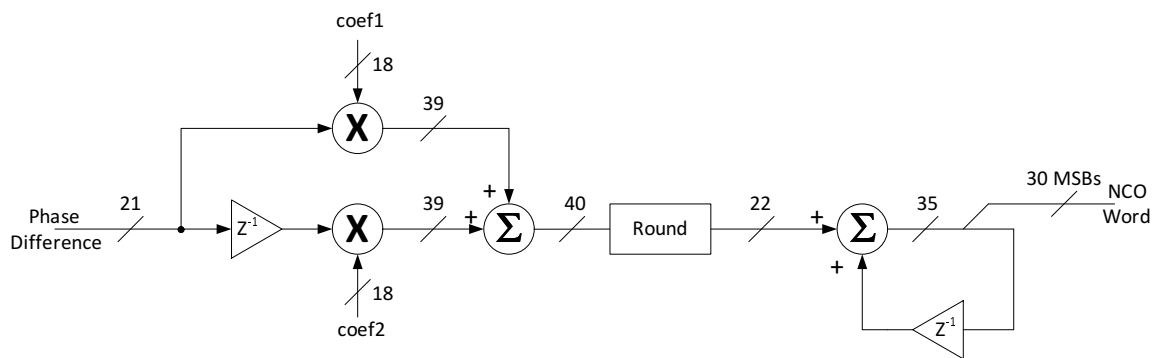 coef1
18
39
X
+
Phase
Difference
21
Z-1
X
39
+
Σ
40
Round
22
+
Σ
35
30 MSBs
NCO
Word
+
18
coef2
Z-1